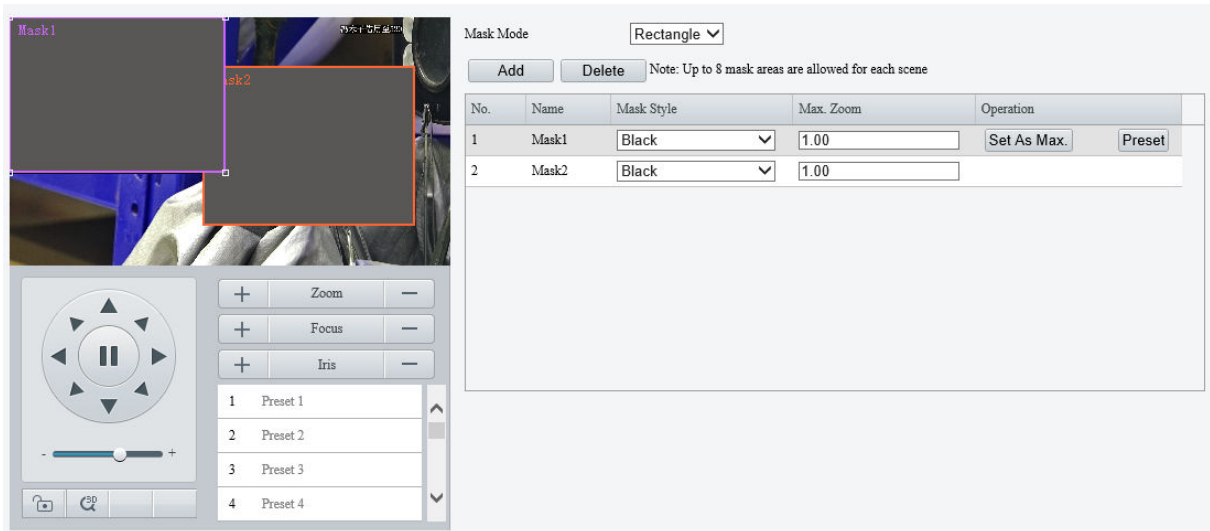 Mask1
sk2
Mask Mode
Rectangle
Add
Delete
Note: Up to 8 mask areas are allowed for each scene
No. Name Mask Style Max. Zoom Operation
1 Mask1 Black 1.00 Set As Max. Preset
2 Mask2 Black 1.00
+ Zoom —
+ Focus —
+ Iris —
1 Preset 1
2 Preset 2
3 Preset 3
4 Preset 4
- +
3D